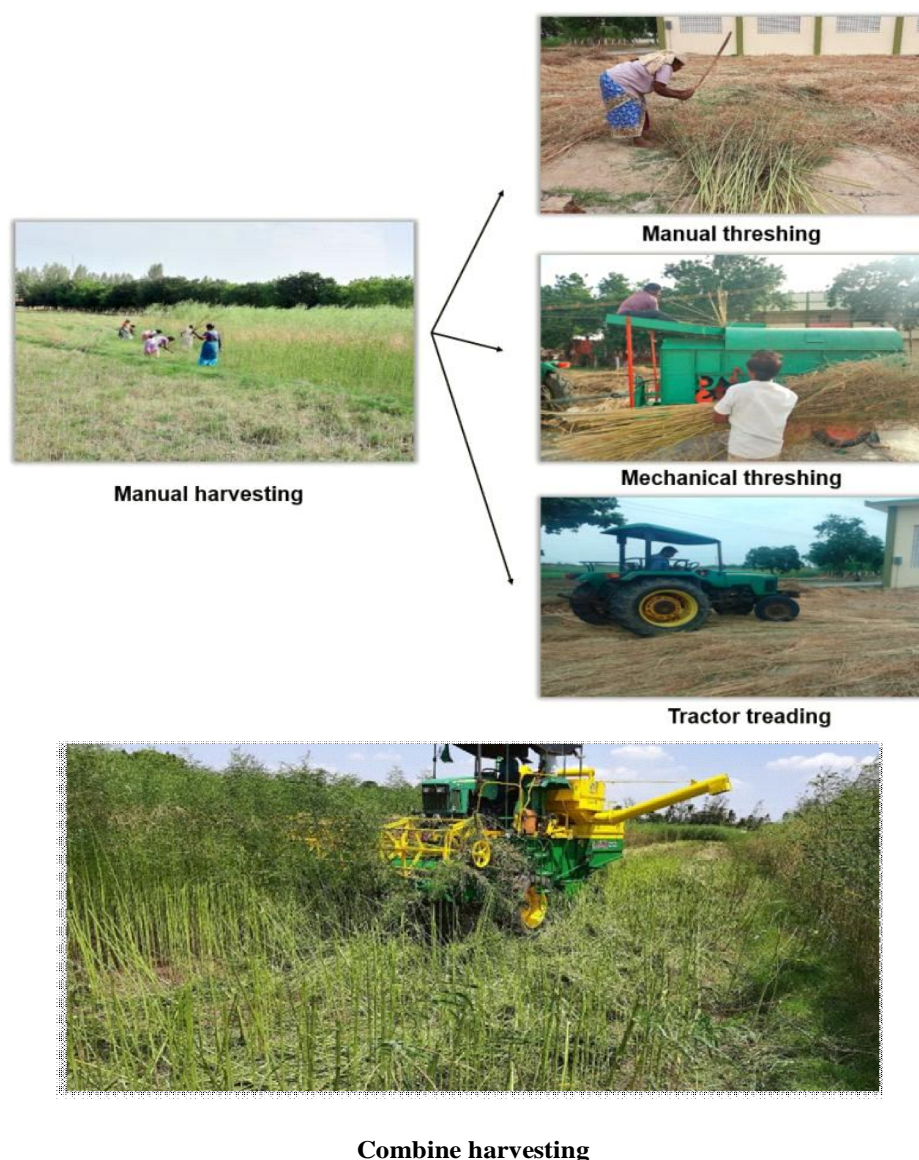 Manual threshing
Manual harvesting
Mechanical threshing
Tractor treading
Combine harvesting